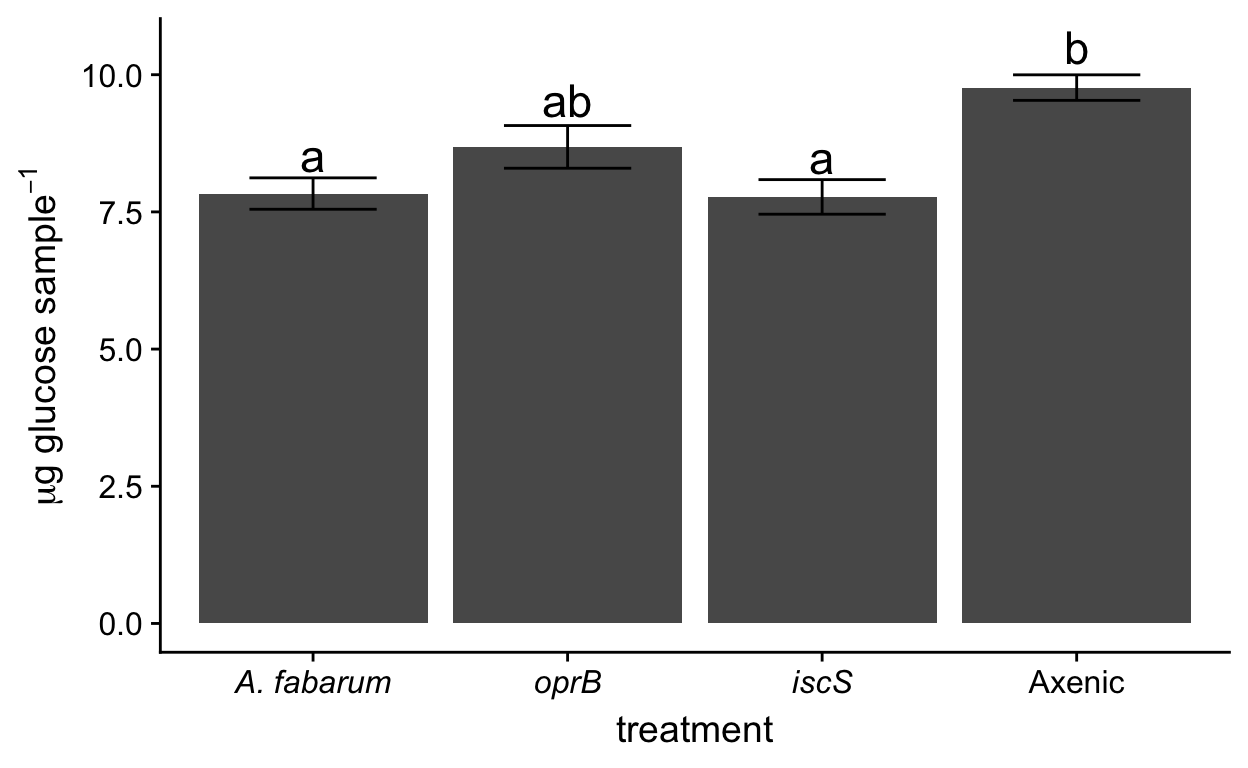 µg glucose sample⁻¹
10.0
7.5
5.0
2.5
0.0
a
ab
a
b
A. fabarum
oprB
iscS
Axenic
treatment